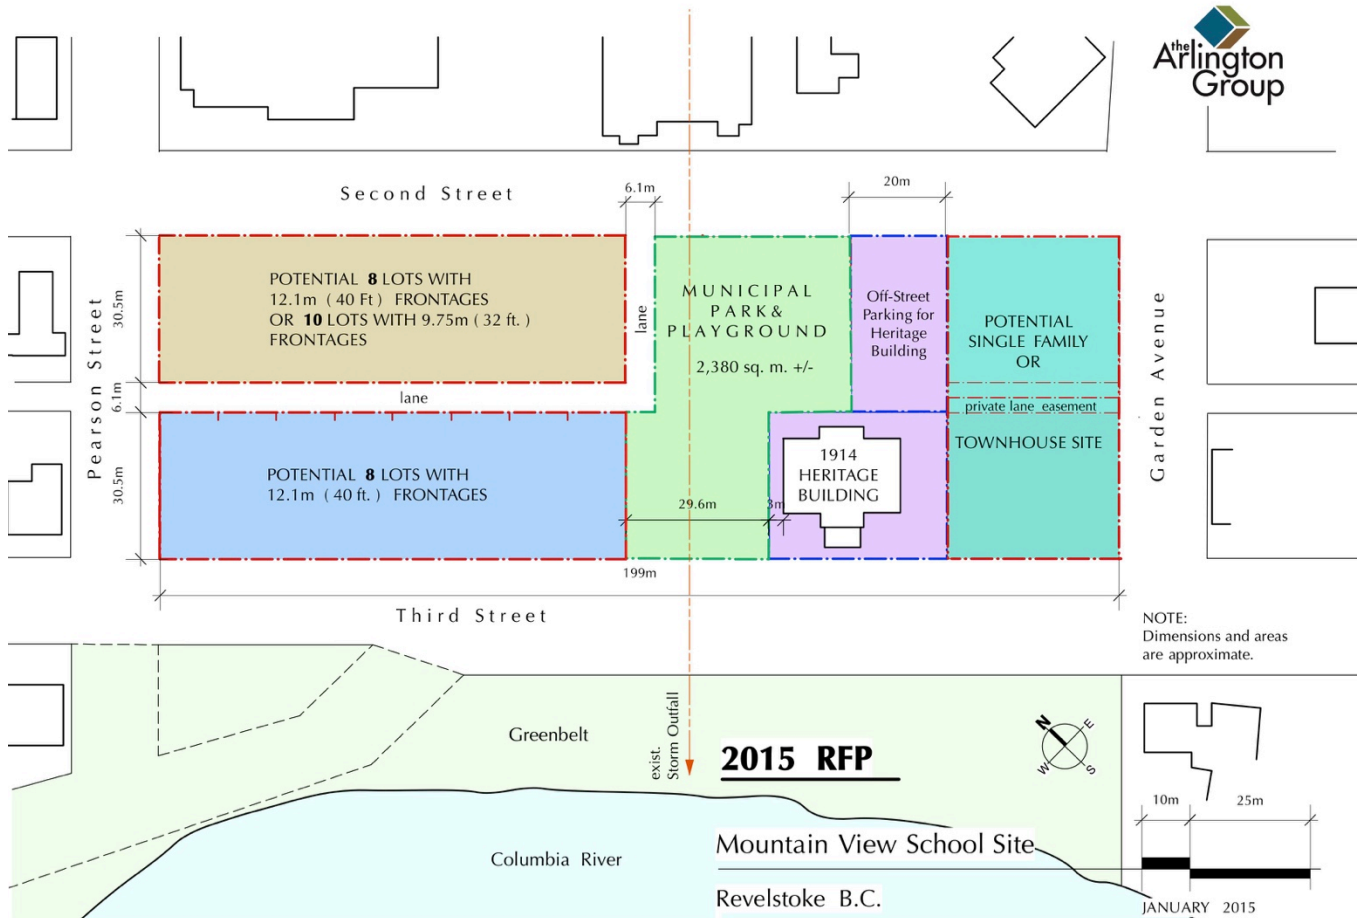 the
Arlington
Group
Second Street
6.1m
20m
Pearson Street
30.5m
6.1m
30.5m
POTENTIAL 8 LOTS WITH
12.1m ( 40 Ft ) FRONTAGES
OR 10 LOTS WITH 9.75m ( 32 ft. )
FRONTAGES
lane
MUNICIPAL
PARK&
PLAYGROUND
2,380 sq. m. +/-
Off-Street
Parking for
Heritage
Building
POTENTIAL
SINGLE FAMILY
OR
private lane easement
TOWNHOUSE SITE
Garden Avenue
lane
POTENTIAL 8 LOTS WITH
12.1m ( 40 ft. ) FRONTAGES
1914
HERITAGE
BUILDING
29.6m
3m
199m
Third Street
NOTE:
Dimensions and areas
are approximate.
Greenbelt
exist.
Storm Outfall
2015 RFP
N
E
W
S
10m
25m
Columbia River
Mountain View School Site
Revelstoke B.C.
JANUARY 2015